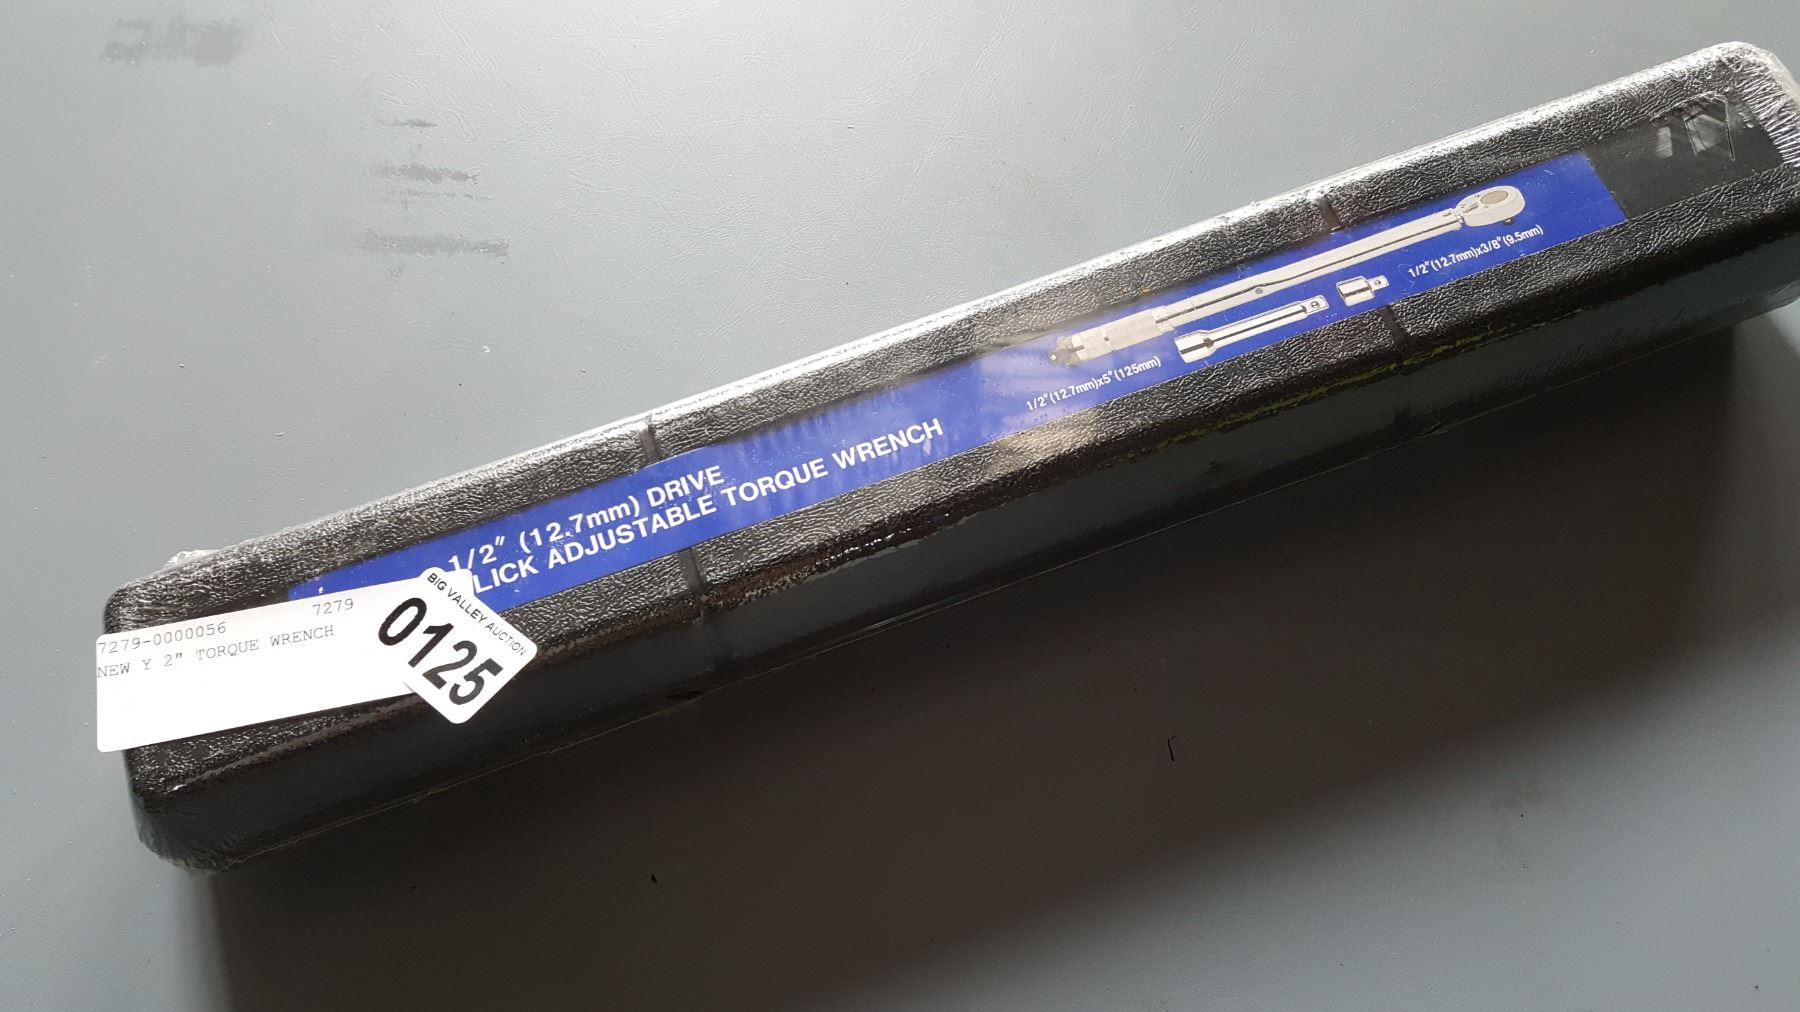 1/2" (12.7mm) DRIVE
LICK ADJUSTABLE TORQUE WRENCH
1/2"(12.7mm)x5"(125mm)
1/2"(12.7mm)x3/8"(9.5mm)
7279
7279-0000056
NEW Y 2" TORQUE WRENCH
BIG VALLEY AUCTION
0125